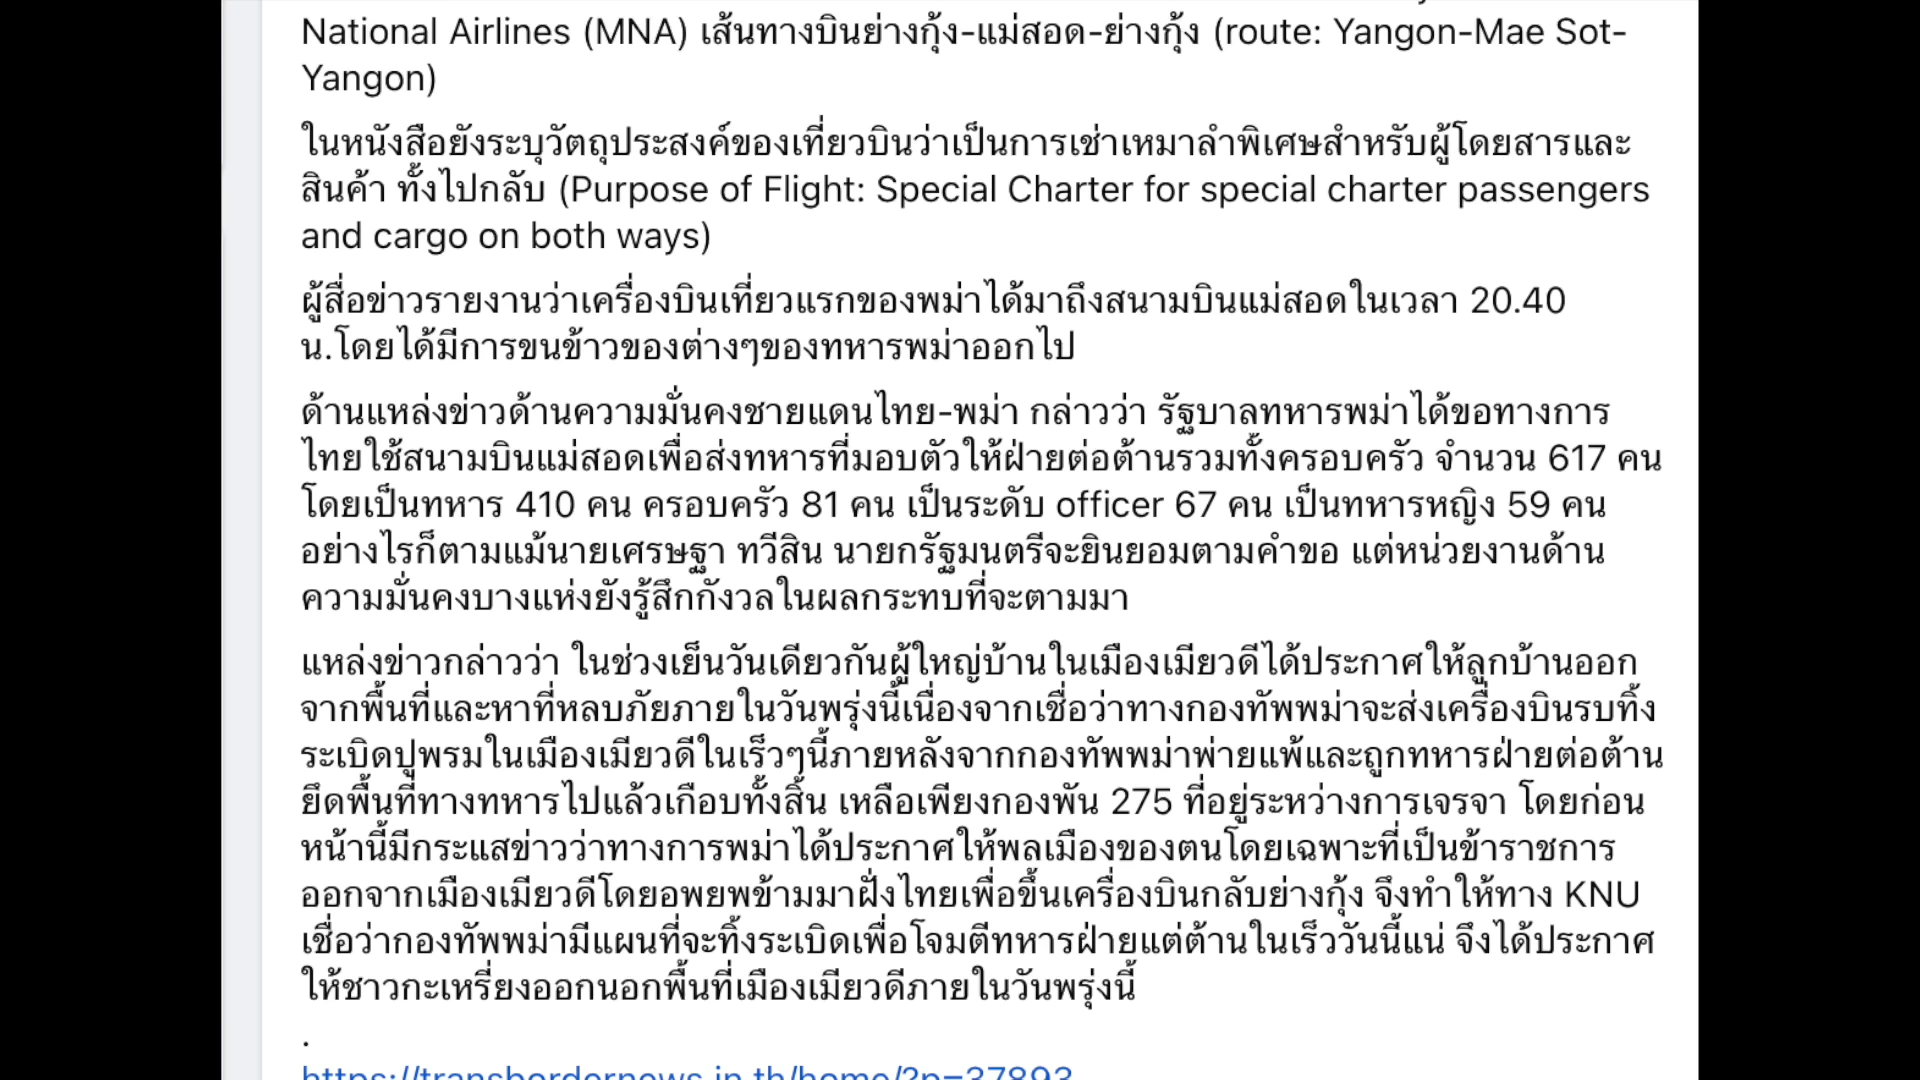 National Airlines (MNA) เส้นทางบินย่างกุ้ง-แม่สอด-ย่างกุ้ง (route: Yangon-Mae Sot-
Yangon)
ในหนังสือยังระบุวัตถุประสงค์ของเที่ยวบินว่าเป็นการเช่าเหมาลำพิเศษสำหรับผู้โดยสารและ
สินค้า ทั้งไปกลับ (Purpose of Flight: Special Charter for special charter passengers
and cargo on both ways)
ผู้สื่อข่าวรายงานว่าเครื่องบินเที่ยวแรกของพม่าได้มาถึงสนามบินแม่สอดในเวลา 20.40
น.โดยได้มีการขนข้าวของต่างๆของทหารพม่าออกไป
ด้านแหล่งข่าวด้านความมั่นคงชายแดนไทย-พม่า กล่าวว่า รัฐบาลทหารพม่าได้ขอทางการ
ไทยใช้สนามบินแม่สอดเพื่อส่งทหารที่มอบตัวให้ฝ่ายต่อต้านรวมทั้งครอบครัว จำนวน 617 คน
โดยเป็นทหาร 410 คน ครอบครัว 81 คน เป็นระดับ officer 67 คน เป็นทหารหญิง 59 คน
อย่างไรก็ตามแม้นายเศรษฐา ทวีสิน นายกรัฐมนตรีจะยินยอมตามคำขอ แต่หน่วยงานด้าน
ความมั่นคงบางแห่งยังรู้สึกกังวลในผลกระทบที่จะตามมา
แหล่งข่าวกล่าวว่า ในช่วงเย็นวันเดียวกันผู้ใหญ่บ้านในเมืองเมียวดีได้ประกาศให้ลูกบ้านออก
จากพื้นที่และหาที่หลบภัยภายในวันพรุ่งนี้เนื่องจากเชื่อว่าทางกองทัพพม่าจะส่งเครื่องบินรบทิ้ง
ระเบิดปูพรมในเมืองเมียวดีในเร็วๆนี้ภายหลังจากกองทัพพม่าพ่ายแพ้และถูกทหารฝ่ายต่อต้าน
ยึดพื้นที่ทางทหารไปแล้วเกือบทั้งสิ้น เหลือเพียงกองพัน 275 ที่อยู่ระหว่างการเจรจา โดยก่อน
หน้านี้มีกระแสข่าวว่าทางการพม่าได้ประกาศให้พลเมืองของตนโดยเฉพาะที่เป็นข้าราชการ
ออกจากเมืองเมียวดีโดยอพยพข้ามมาฝั่งไทยเพื่อขึ้นเครื่องบินกลับย่างกุ้ง จึงทำให้ทาง KNU
เชื่อว่ากองทัพพม่ามีแผนที่จะทิ้งระเบิดเพื่อโจมตีทหารฝ่ายแต่ต้านในเร็ววันนี้แน่ จึงได้ประกาศ
ให้ชาวกะเหรี่ยงออกนอกพื้นที่เมืองเมียวดีภายในวันพรุ่งนี้
.
https://transbordernews.in.th/home/?p=37893